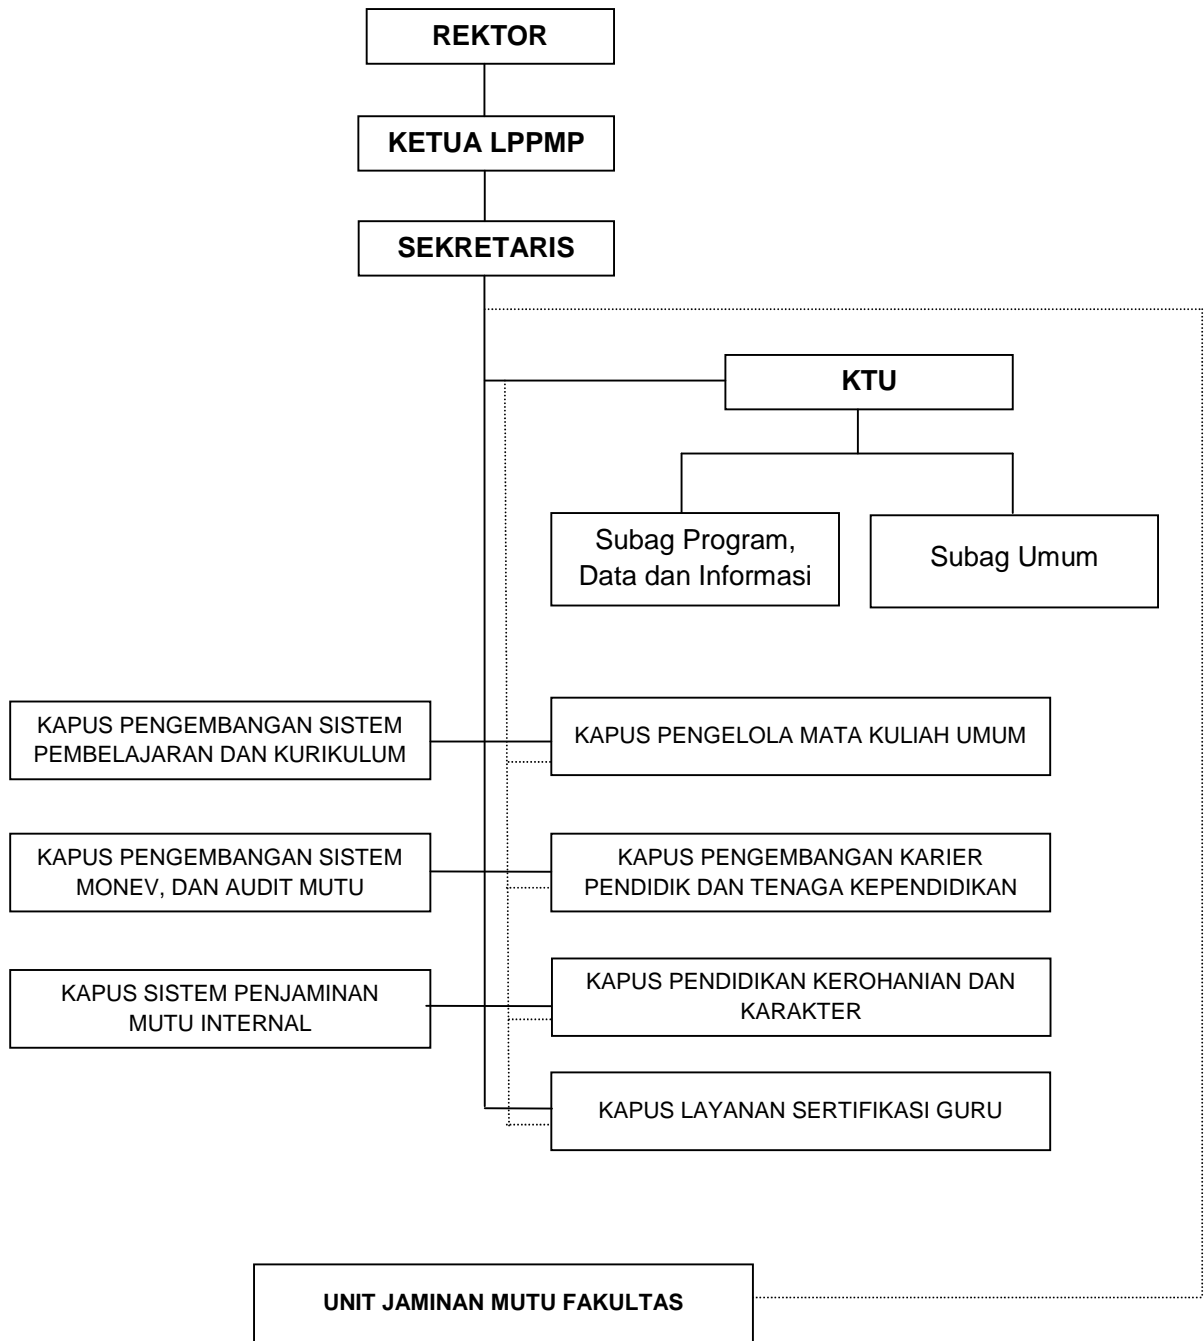 REKTOR
KETUA LPPMP
SEKRETARIS
KTU
Subag Program,
Data dan Informasi
Subag Umum
KAPUS PENGEMBANGAN SISTEM
PEMBELAJARAN DAN KURIKULUM
KAPUS PENGELOLA MATA KULIAH UMUM
KAPUS PENGEMBANGAN SISTEM
MONEV, DAN AUDIT MUTU
KAPUS PENGEMBANGAN KARIER
PENDIDIK DAN TENAGA KEPENDIDIKAN
KAPUS SISTEM PENJAMINAN
MUTU INTERNAL
KAPUS PENDIDIKAN KEROHANIAN DAN
KARAKTER
KAPUS LAYANAN SERTIFIKASI GURU
UNIT JAMINAN MUTU FAKULTAS